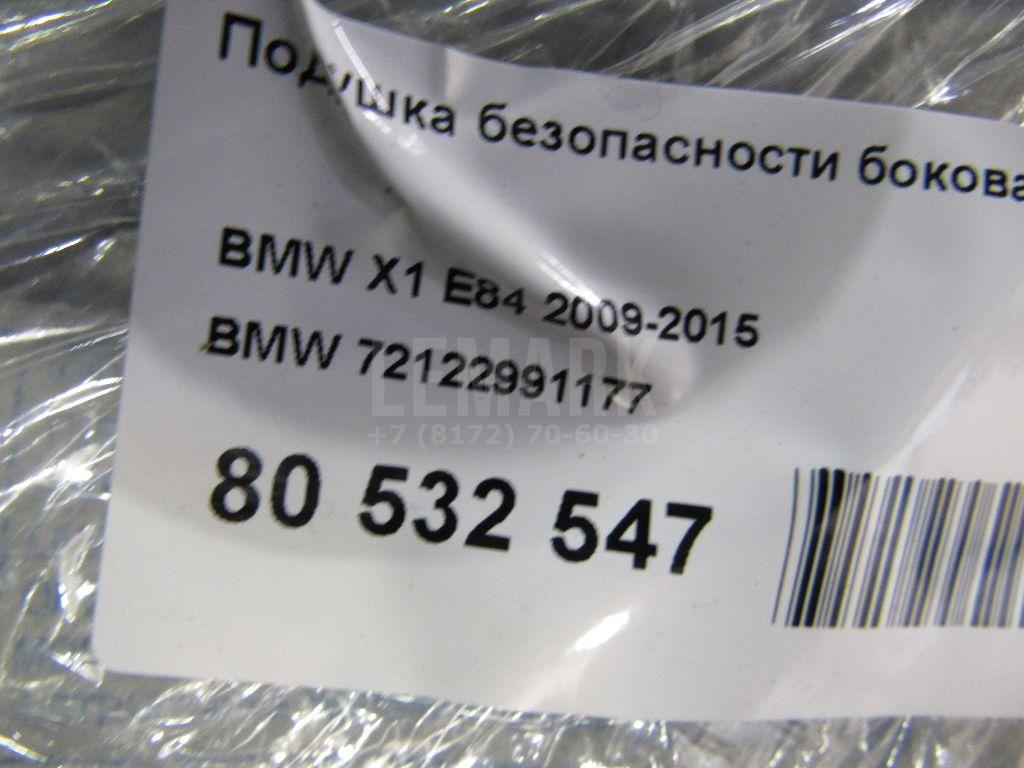 Подушка безопасности бокова
BMW X1 E84 2009-2015
BMW 72122991177
LEMARK
+7 (8172) 70-60-30
80 532 547